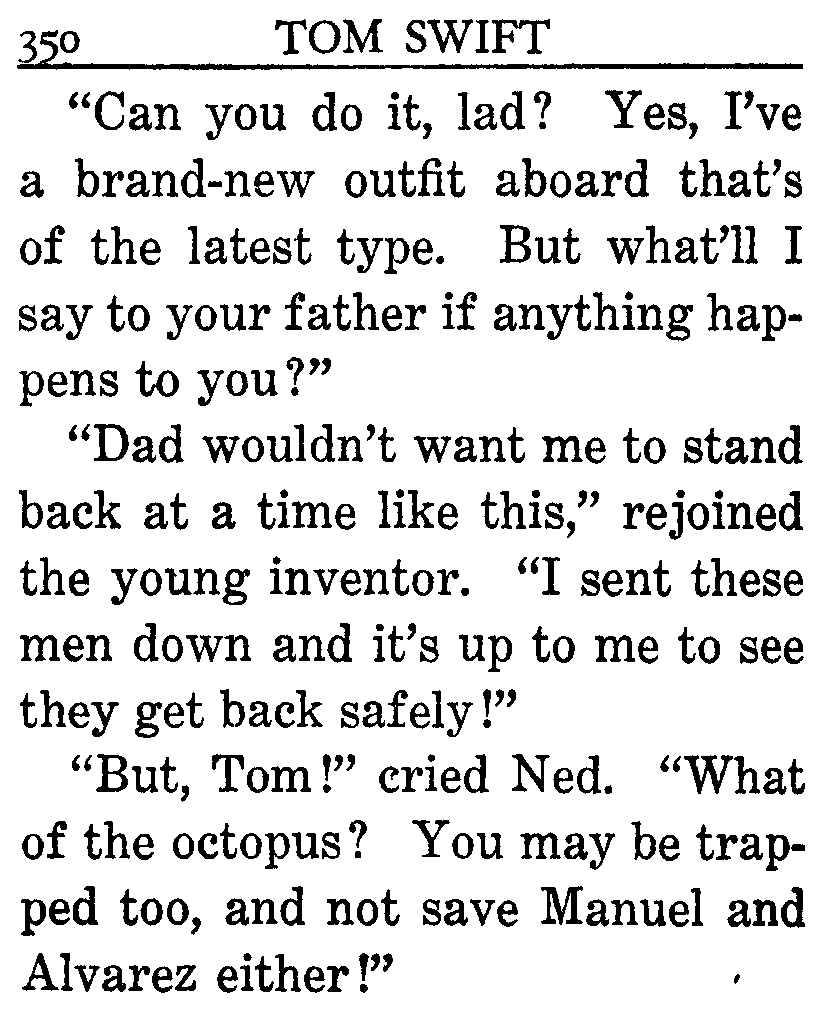 350 TOM SWIFT
“Can you do it, lad? Yes, I’ve
a brand-new outfit aboard that’s
of the latest type. But what’ll I
say to your father if anything hap-
pens to you?”
“Dad wouldn’t want me to stand
back at a time like this,” rejoined
the young inventor. “I sent these
men down and it’s up to me to see
they get back safely!”
“But, Tom!” cried Ned. “What
of the octopus? You may be trap-
ped too, and not save Manuel and
Alvarez either!”